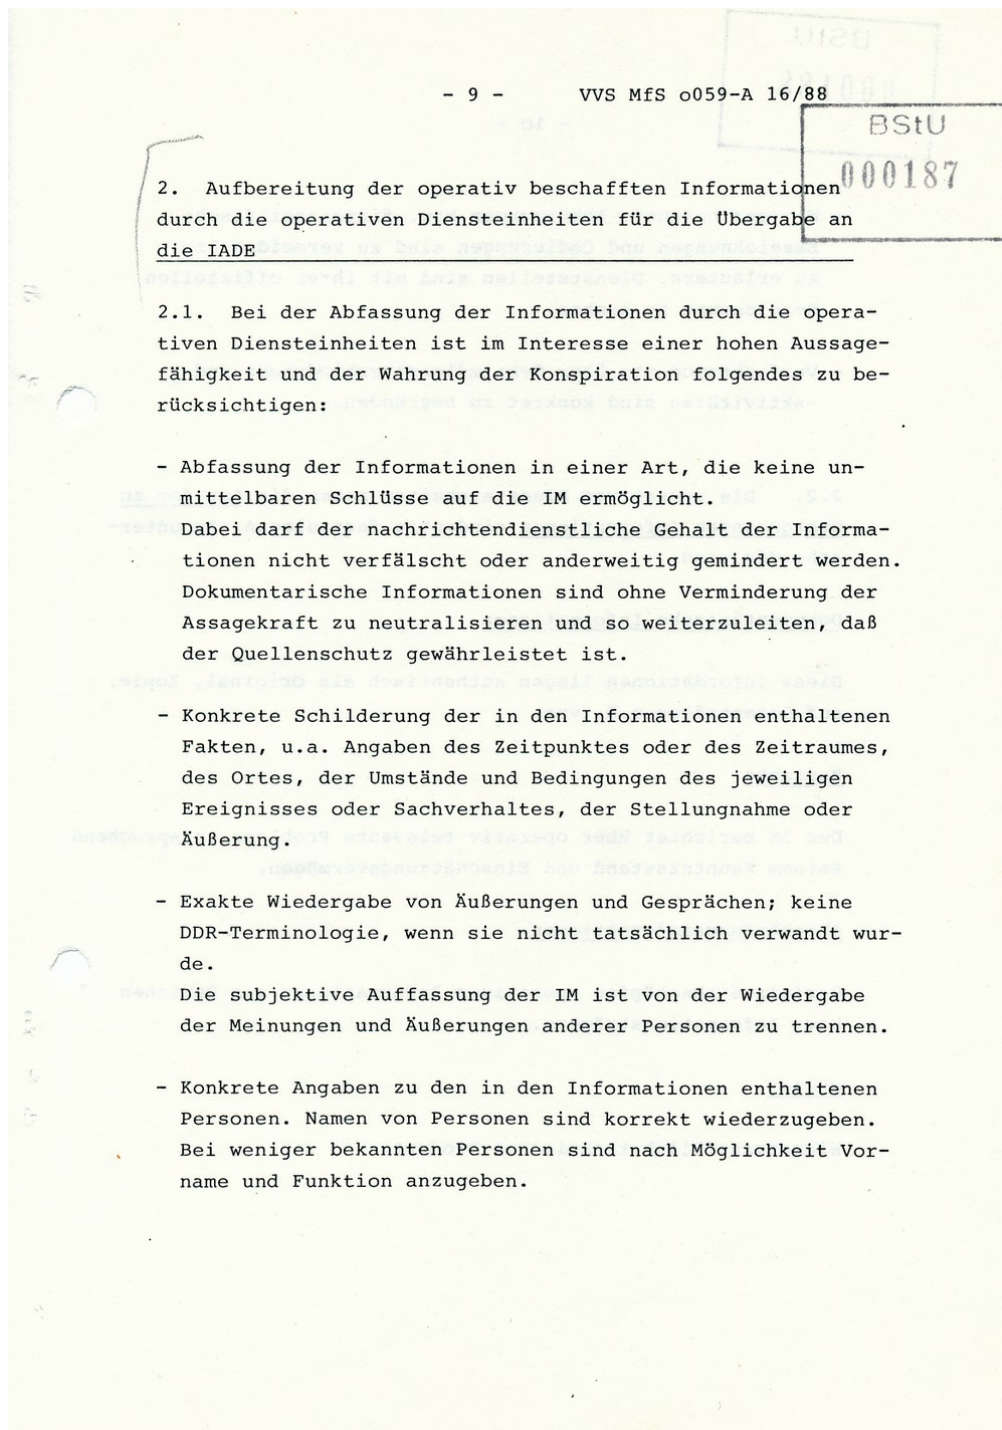 - 9 - VVS MfS o059-A 16/88
BStU
000187
2. Aufbereitung der operativ beschafften Informationen
durch die operativen Diensteinheiten für die Übergabe an
die IADE
2.1. Bei der Abfassung der Informationen durch die opera-
tiven Diensteinheiten ist im Interesse einer hohen Aussage-
fähigkeit und der Wahrung der Konspiration folgendes zu be-
rücksichtigen:
- Abfassung der Informationen in einer Art, die keine un-
mittelbaren Schlüsse auf die IM ermöglicht.
Dabei darf der nachrichtendienstliche Gehalt der Informa-
tionen nicht verfälscht oder anderweitig gemindert werden.
Dokumentarische Informationen sind ohne Verminderung der
Assagekraft zu neutralisieren und so weiterzuleiten, daß
der Quellenschutz gewährleistet ist.
- Konkrete Schilderung der in den Informationen enthaltenen
Fakten, u.a. Angaben des Zeitpunktes oder des Zeitraumes,
des Ortes, der Umstände und Bedingungen des jeweiligen
Ereignisses oder Sachverhaltes, der Stellungnahme oder
Äußerung.
- Exakte Wiedergabe von Äußerungen und Gesprächen; keine
DDR-Terminologie, wenn sie nicht tatsächlich verwandt wur-
de.
Die subjektive Auffassung der IM ist von der Wiedergabe
der Meinungen und Äußerungen anderer Personen zu trennen.
- Konkrete Angaben zu den in den Informationen enthaltenen
Personen. Namen von Personen sind korrekt wiederzugeben.
Bei weniger bekannten Personen sind nach Möglichkeit Vor-
name und Funktion anzugeben.